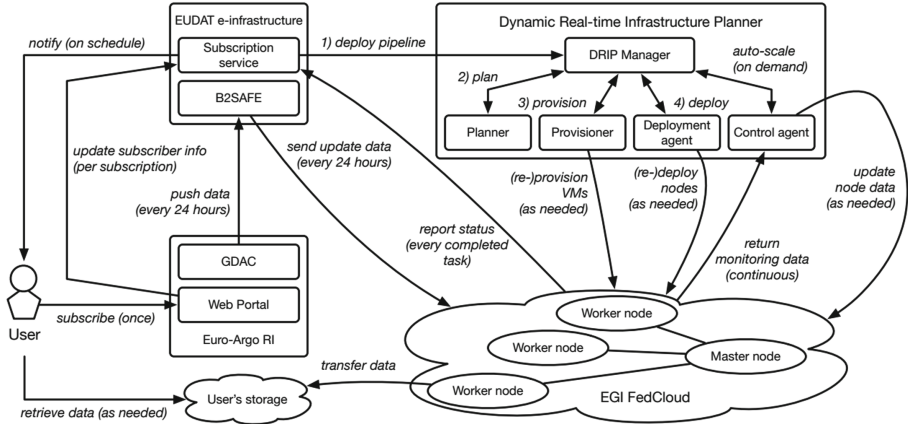 EUDAT e-infrastructure
Subscription
service
B2SAFE
notify (on schedule)
1) deploy pipeline
Dynamic Real-time Infrastructure Planner
DRIP Manager
auto-scale
(on demand)
2) plan
3) provision
4) deploy
Planner
Provisioner
Deployment
agent
Control agent
update subscriber info
(per subscription)
push data
(every 24 hours)
send update data
(every 24 hours)
(re-)provision
VMs
(as needed)
(re-)deploy
nodes
(as needed)
update
node data
(as needed)
report status
(every completed
task)
return
monitoring data
(continuous)
GDAC
Web Portal
Euro-Argo RI
User
subscribe (once)
Worker node
Worker node
Master node
Worker node
EGI FedCloud
transfer data
User's storage
retrieve data (as needed)